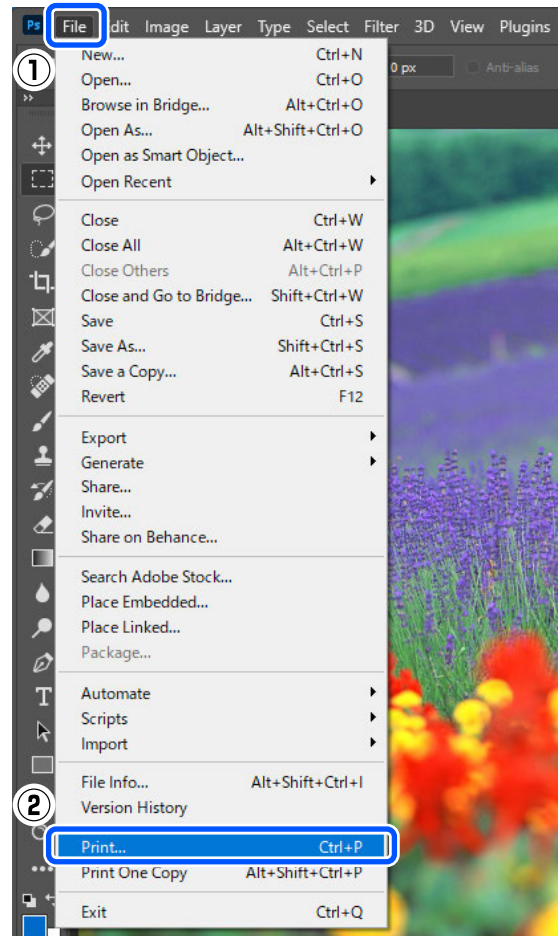 Ps File Edit Image Layer Type Select Filter 3D View Plugins
①
0 px Anti-alias
New... Ctrl+N
Open... Ctrl+O
Browse in Bridge... Alt+Ctrl+O
Open As... Alt+Shift+Ctrl+O
Open as Smart Object...
Open Recent
Close Ctrl+W
Close All Alt+Ctrl+W
Close Others Alt+Ctrl+P
Close and Go to Bridge... Shift+Ctrl+W
Save Ctrl+S
Save As... Shift+Ctrl+S
Save a Copy... Alt+Ctrl+S
Revert F12
Export
Generate
Share...
Invite...
Share on Behance...
Search Adobe Stock...
Place Embedded...
Place Linked...
Package...
Automate
Scripts
Import
File Info... Alt+Shift+Ctrl+I
Version History
②
Print... Ctrl+P
Print One Copy Alt+Shift+Ctrl+P
Exit Ctrl+Q